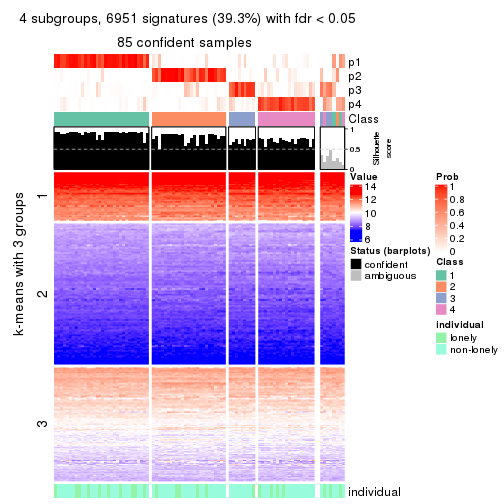 4 subgroups, 6951 signatures (39.3%) with fdr < 0.05
85 confident samples
p1
p2
p3
p4
Class
1
0.5
0
Silhouette
score
k-means with 3 groups
1
2
3
individual
Value
14
12
10
8
6
Status (barplots)
confident
ambiguous
Prob
1
0.8
0.6
0.4
0.2
0
Class
1
2
3
4
individual
lonely
non-lonely